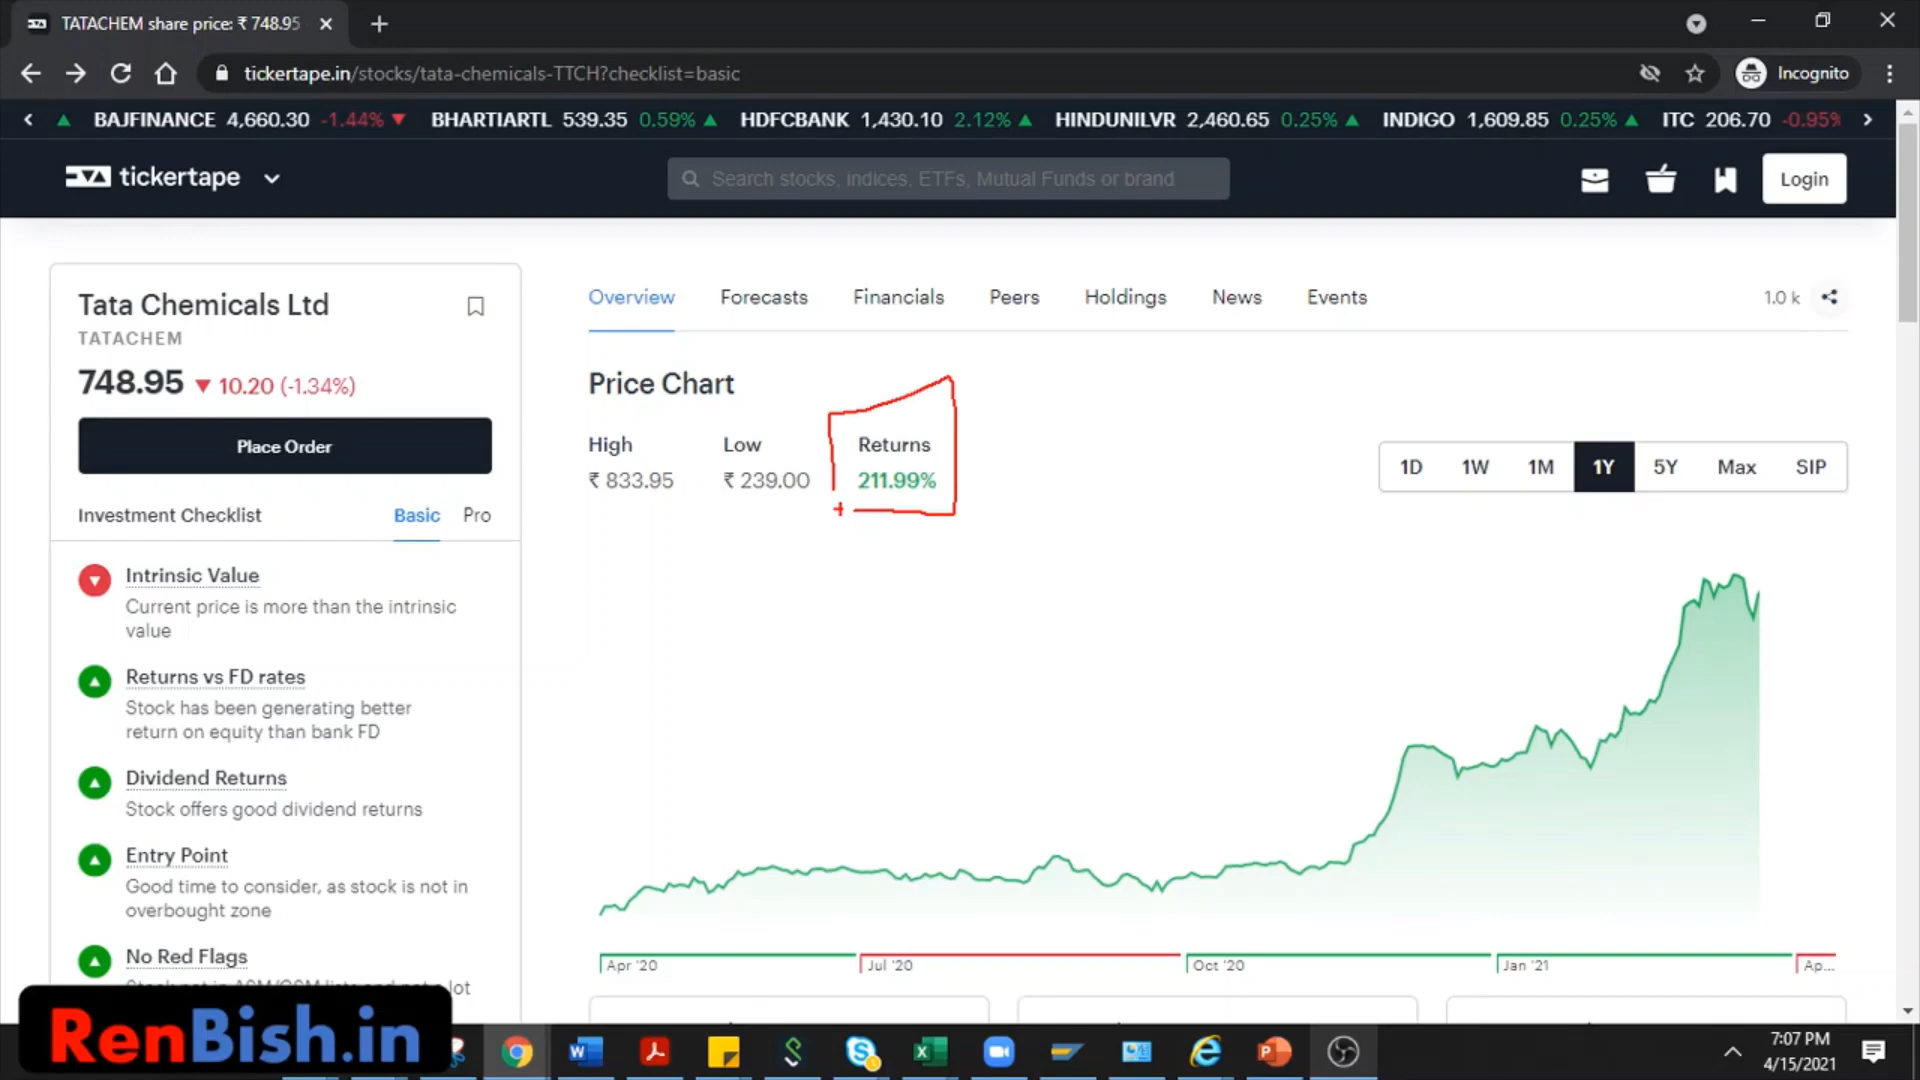 TATACHEM share price: ₹ 748.95
tickertape.in/stocks/tata-chemicals-TTCH?checklist=basic
Incognito
BAJFINANCE 4,660.30 -1.44% BHARTIARTL 539.35 0.59% HDFCBANK 1,430.10 2.12% HINDUNILVR 2,460.65 0.25% INDIGO 1,609.85 0.25% ITC 206.70 -0.95%
tickertape
Search stocks, indices, ETFs, Mutual Funds or brand
Login
Tata Chemicals Ltd
TATACHEM
748.95 10.20 (-1.34%)
Place Order
Investment Checklist Basic Pro
Intrinsic Value
Current price is more than the intrinsic
value
Returns vs FD rates
Stock has been generating better
return on equity than bank FD
Dividend Returns
Stock offers good dividend returns
Entry Point
Good time to consider, as stock is not in
overbought zone
No Red Flags
Overview Forecasts Financials Peers Holdings News Events
1.0 k
Price Chart
High Low Returns
₹ 833.95 ₹ 239.00 211.99%
1D 1W 1M 1Y 5Y Max SIP
Apr '20 Jul '20 Oct '20 Jan '21 Ap...
RenBish.in
7:07 PM
4/15/2021